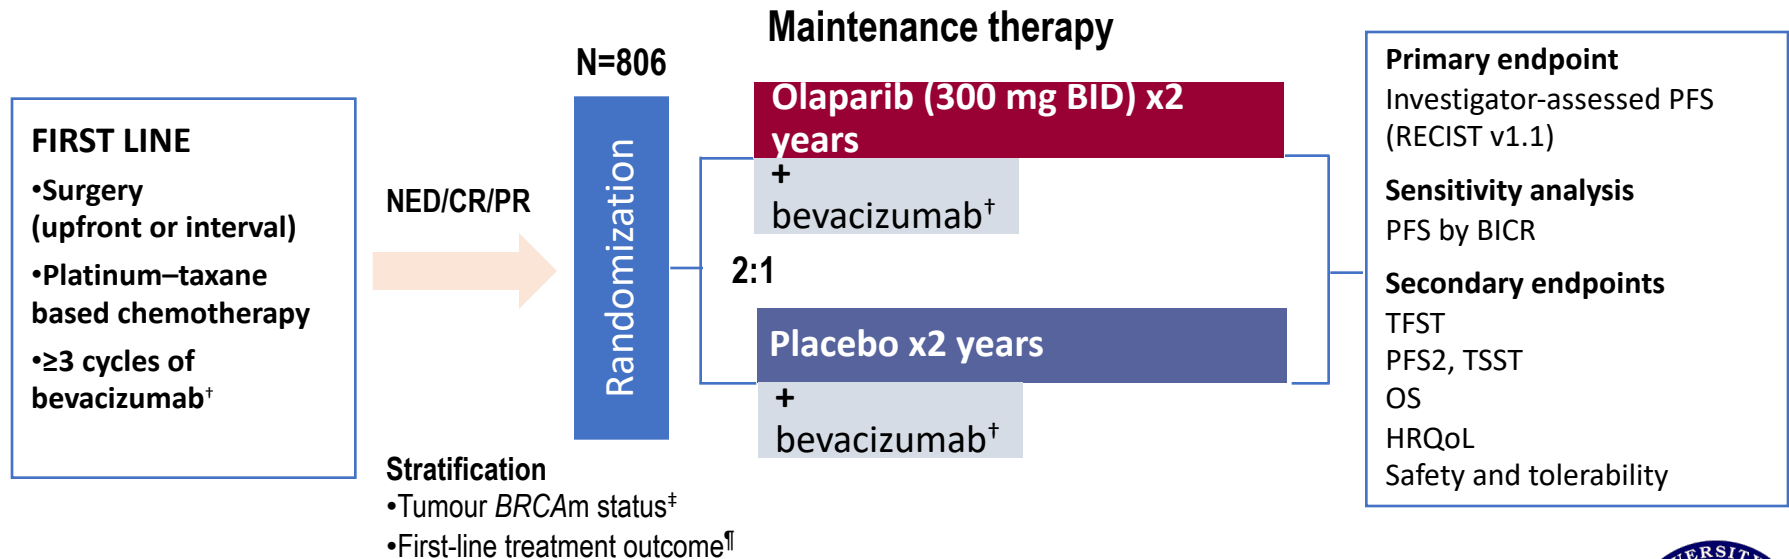 Maintenance therapy
N=806
FIRST LINE
•Surgery
(upfront or interval)
•Platinum–taxane
based chemotherapy
•≥3 cycles of
bevacizumab†
NED/CR/PR
Stratification
•Tumour BRCAm status‡
•First-line treatment outcome¶
Randomization
2:1
Olaparib (300 mg BID) x2
years
+
bevacizumab†
Placebo x2 years
+
bevacizumab†
Primary endpoint
Investigator-assessed PFS
(RECIST v1.1)
Sensitivity analysis
PFS by BICR
Secondary endpoints
TFST
PFS2, TSST
OS
HRQoL
Safety and tolerability